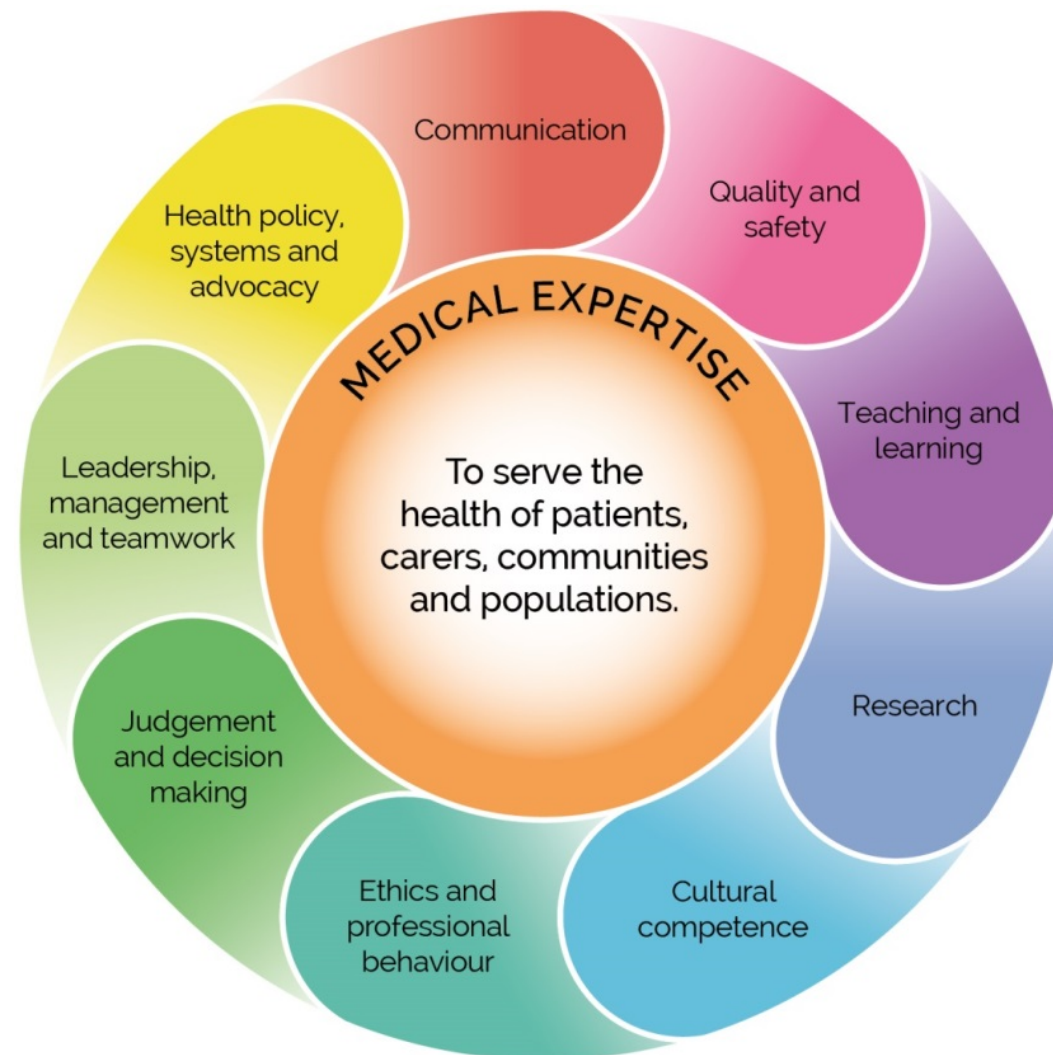 Communication
Quality and
safety
Teaching and
learning
Research
Cultural
competence
Ethics and
professional
behaviour
Judgement
and decision
making
Leadership,
management
and teamwork
Health policy,
systems and
advocacy
MEDICAL EXPERTISE
To serve the
health of patients,
carers, communities
and populations.